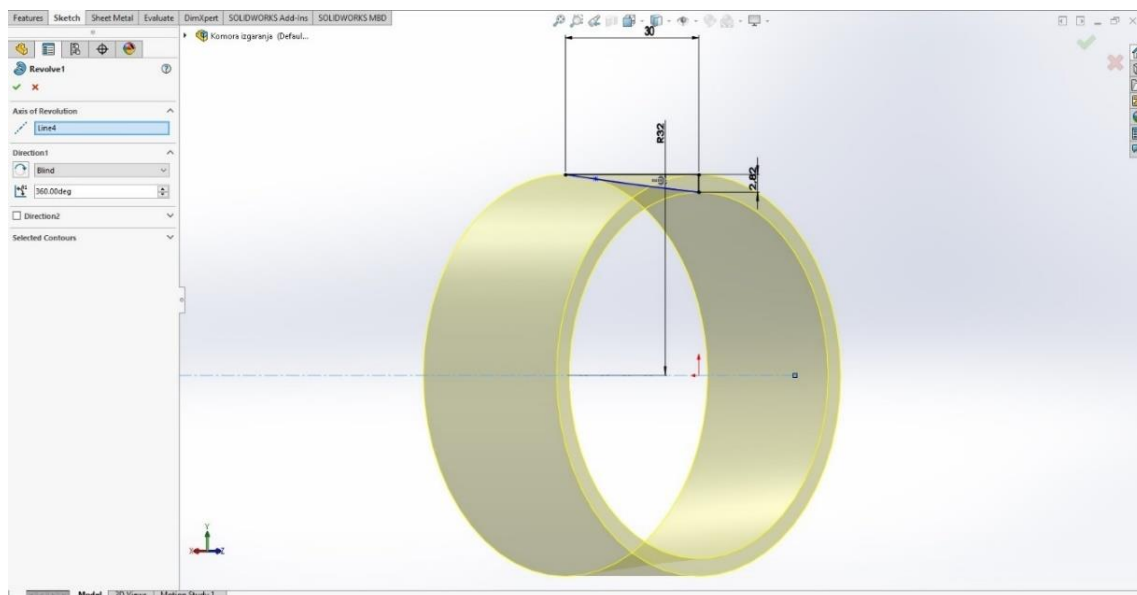 Features Sketch Sheet Metal Evaluate DimXpert SOLIDWORKS Add-Ins SOLIDWORKS MBD
Komora izgaranja (Defaul...
Revolve1
Axis of Revolution
Line4
Direction1
Blind
360.00deg
Direction2
Selected Contours
30
R32
2.82
Y
X
Z
Model 3D Views Motion Study 1